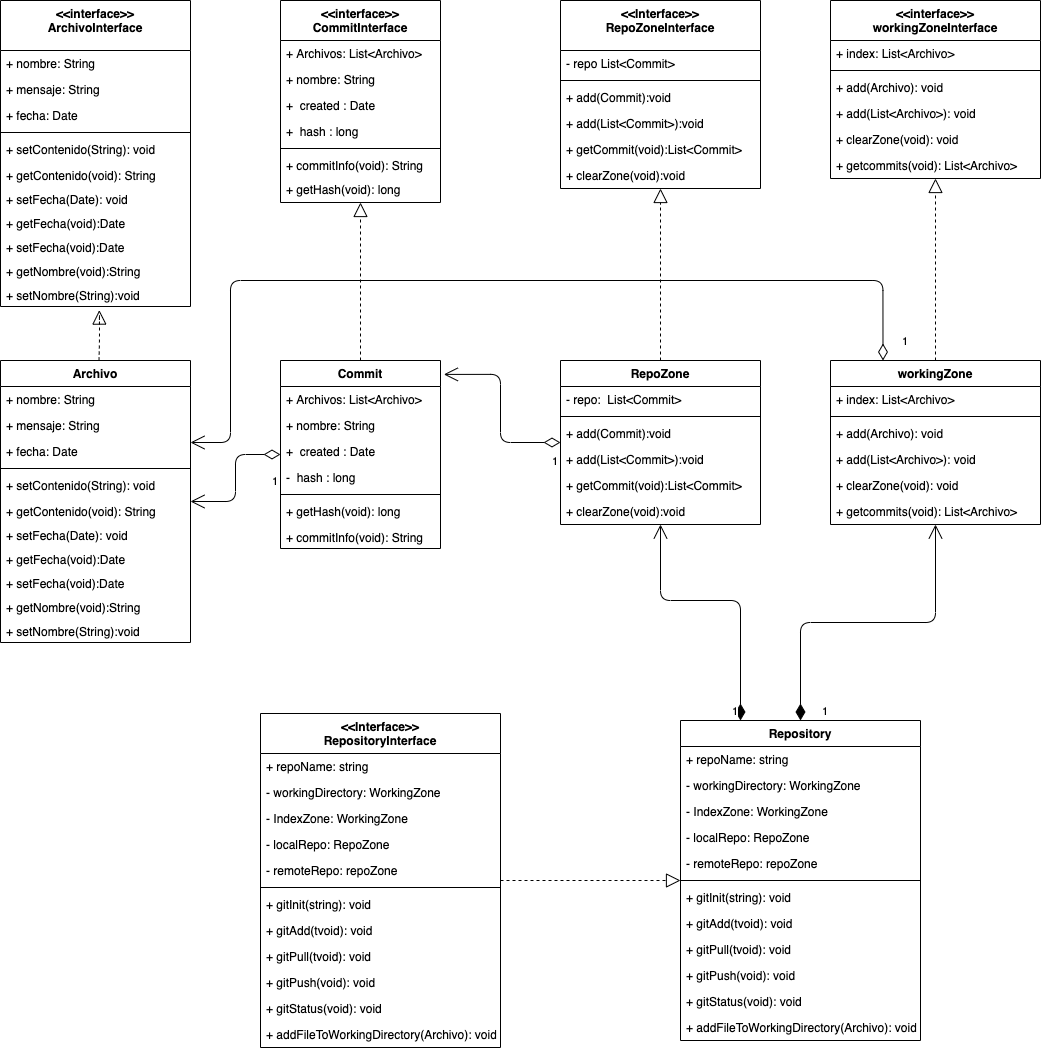 <<interface>>
ArchivoInterface
+ nombre: String
+ mensaje: String
+ fecha: Date
+ setContenido(String): void
+ getContenido(void): String
+ setFecha(Date): void
+ getFecha(void):Date
+ setFecha(void):Date
+ getNombre(void):String
+ setNombre(String):void
<<interface>>
CommitInterface
+ Archivos: List<Archivo>
+ nombre: String
+ created : Date
+ hash : long
+ commitInfo(void): String
+ getHash(void): long
<<Interface>>
RepoZoneInterface
- repo List<Commit>
+ add(Commit):void
+ add(List<Commit>):void
+ getCommit(void):List<Commit>
+ clearZone(void):void
<<interface>>
workingZoneInterface
+ index: List<Archivo>
+ add(Archivo): void
+ add(List<Archivo>): void
+ clearZone(void): void
+ getcommits(void): List<Archivo>
Archivo
+ nombre: String
+ mensaje: String
+ fecha: Date
+ setContenido(String): void
+ getContenido(void): String
+ setFecha(Date): void
+ getFecha(void):Date
+ setFecha(void):Date
+ getNombre(void):String
+ setNombre(String):void
1
Commit
+ Archivos: List<Archivo>
+ nombre: String
+ created : Date
- hash : long
+ getHash(void): long
+ commitInfo(void): String
1
RepoZone
- repo: List<Commit>
+ add(Commit):void
+ add(List<Commit>):void
+ getCommit(void):List<Commit>
+ clearZone(void):void
1
workingZone
+ index: List<Archivo>
+ add(Archivo): void
+ add(List<Archivo>): void
+ clearZone(void): void
+ getcommits(void): List<Archivo>
<<Interface>>
RepositoryInterface
+ repoName: string
- workingDirectory: WorkingZone
- IndexZone: WorkingZone
- localRepo: RepoZone
- remoteRepo: repoZone
+ gitInit(string): void
+ gitAdd(tvoid): void
+ gitPull(tvoid): void
+ gitPush(void): void
+ gitStatus(void): void
+ addFileToWorkingDirectory(Archivo): void
1
1
Repository
+ repoName: string
- workingDirectory: WorkingZone
- IndexZone: WorkingZone
- localRepo: RepoZone
- remoteRepo: repoZone
+ gitInit(string): void
+ gitAdd(tvoid): void
+ gitPull(tvoid): void
+ gitPush(void): void
+ gitStatus(void): void
+ addFileToWorkingDirectory(Archivo): void